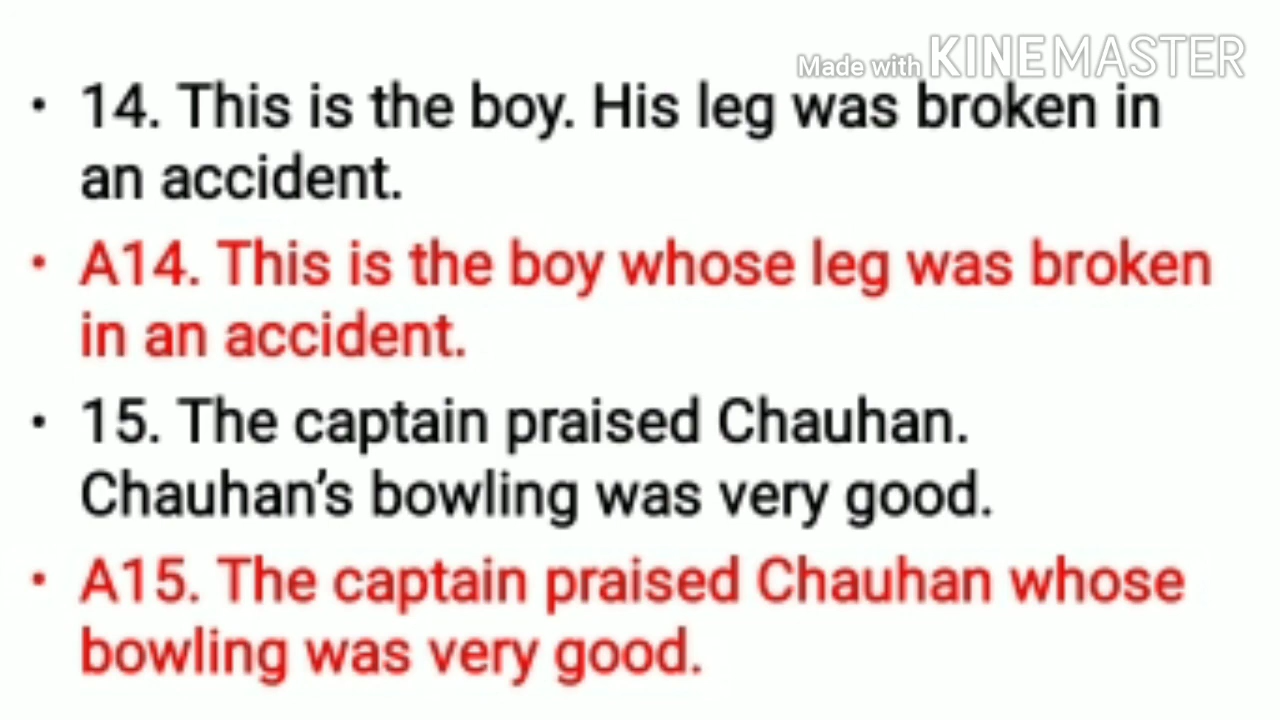 Made with KINEMASTER
• 14. This is the boy. His leg was broken in
an accident.
• A14. This is the boy whose leg was broken
in an accident.
• 15. The captain praised Chauhan.
Chauhan’s bowling was very good.
• A15. The captain praised Chauhan whose
bowling was very good.